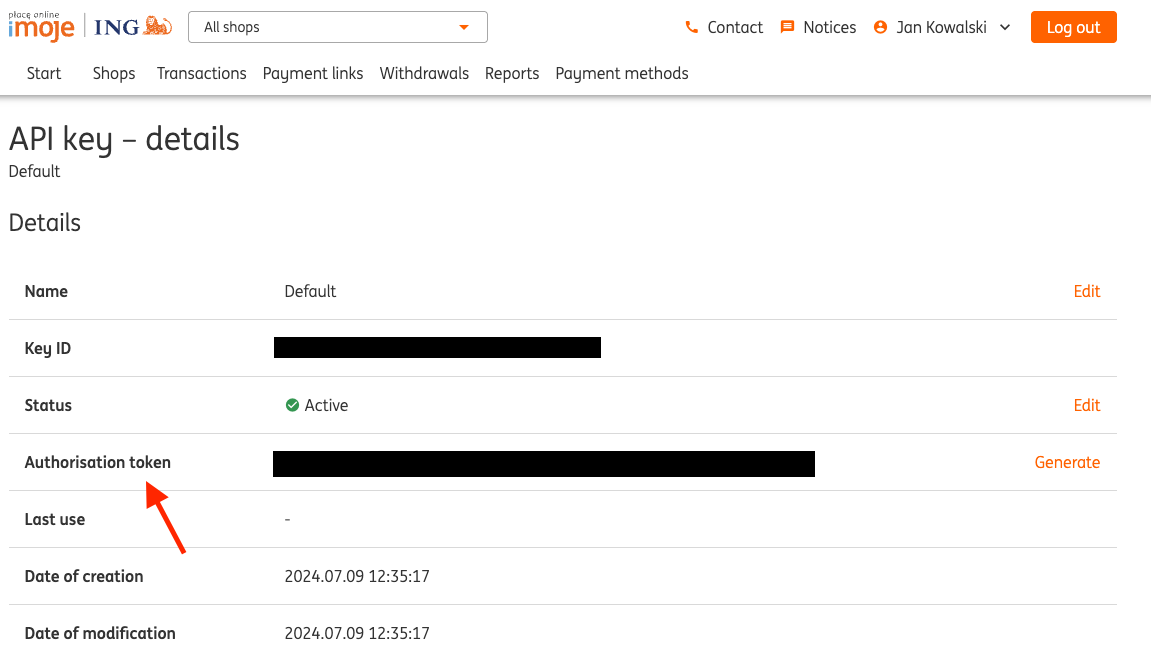 płacę online
imoje
ING
All shops
Contact
Notices
Jan Kowalski
Log out
Start
Shops
Transactions
Payment links
Withdrawals
Reports
Payment methods
API key – details
Default
Details
Name Default Edit
Key ID
Status Active Edit
Authorisation token Generate
Last use -
Date of creation 2024.07.09 12:35:17
Date of modification 2024.07.09 12:35:17